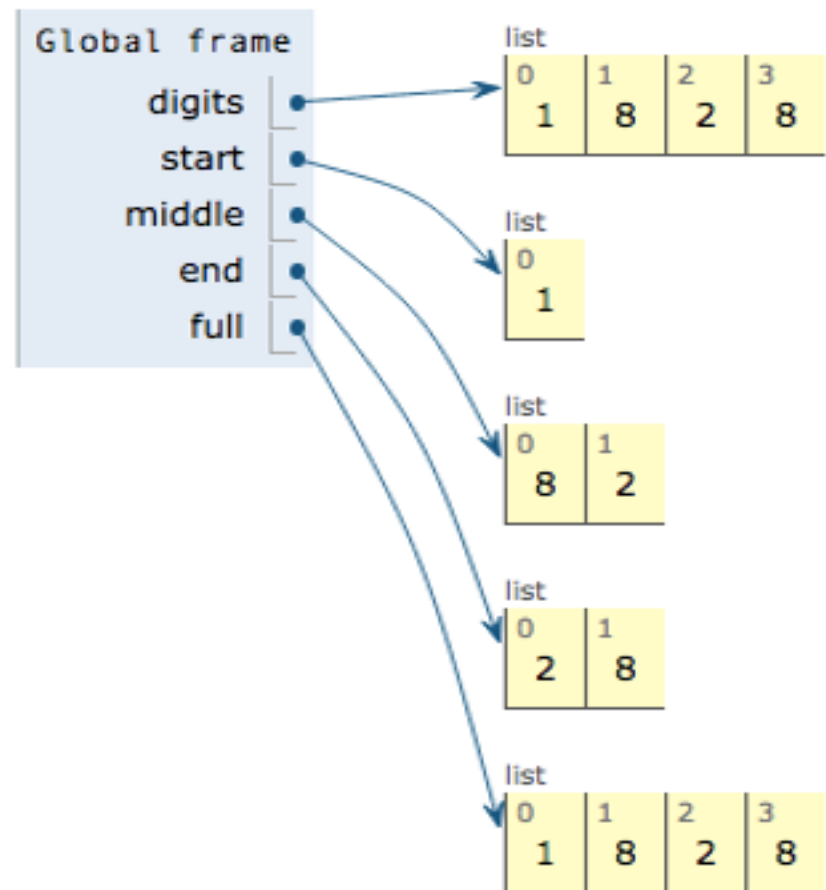 Global frame
digits
start
middle
end
full
list
0 1 2 3
1 8 2 8
list
0
1
list
0 1
8 2
list
0 1
2 8
list
0 1 2 3
1 8 2 8